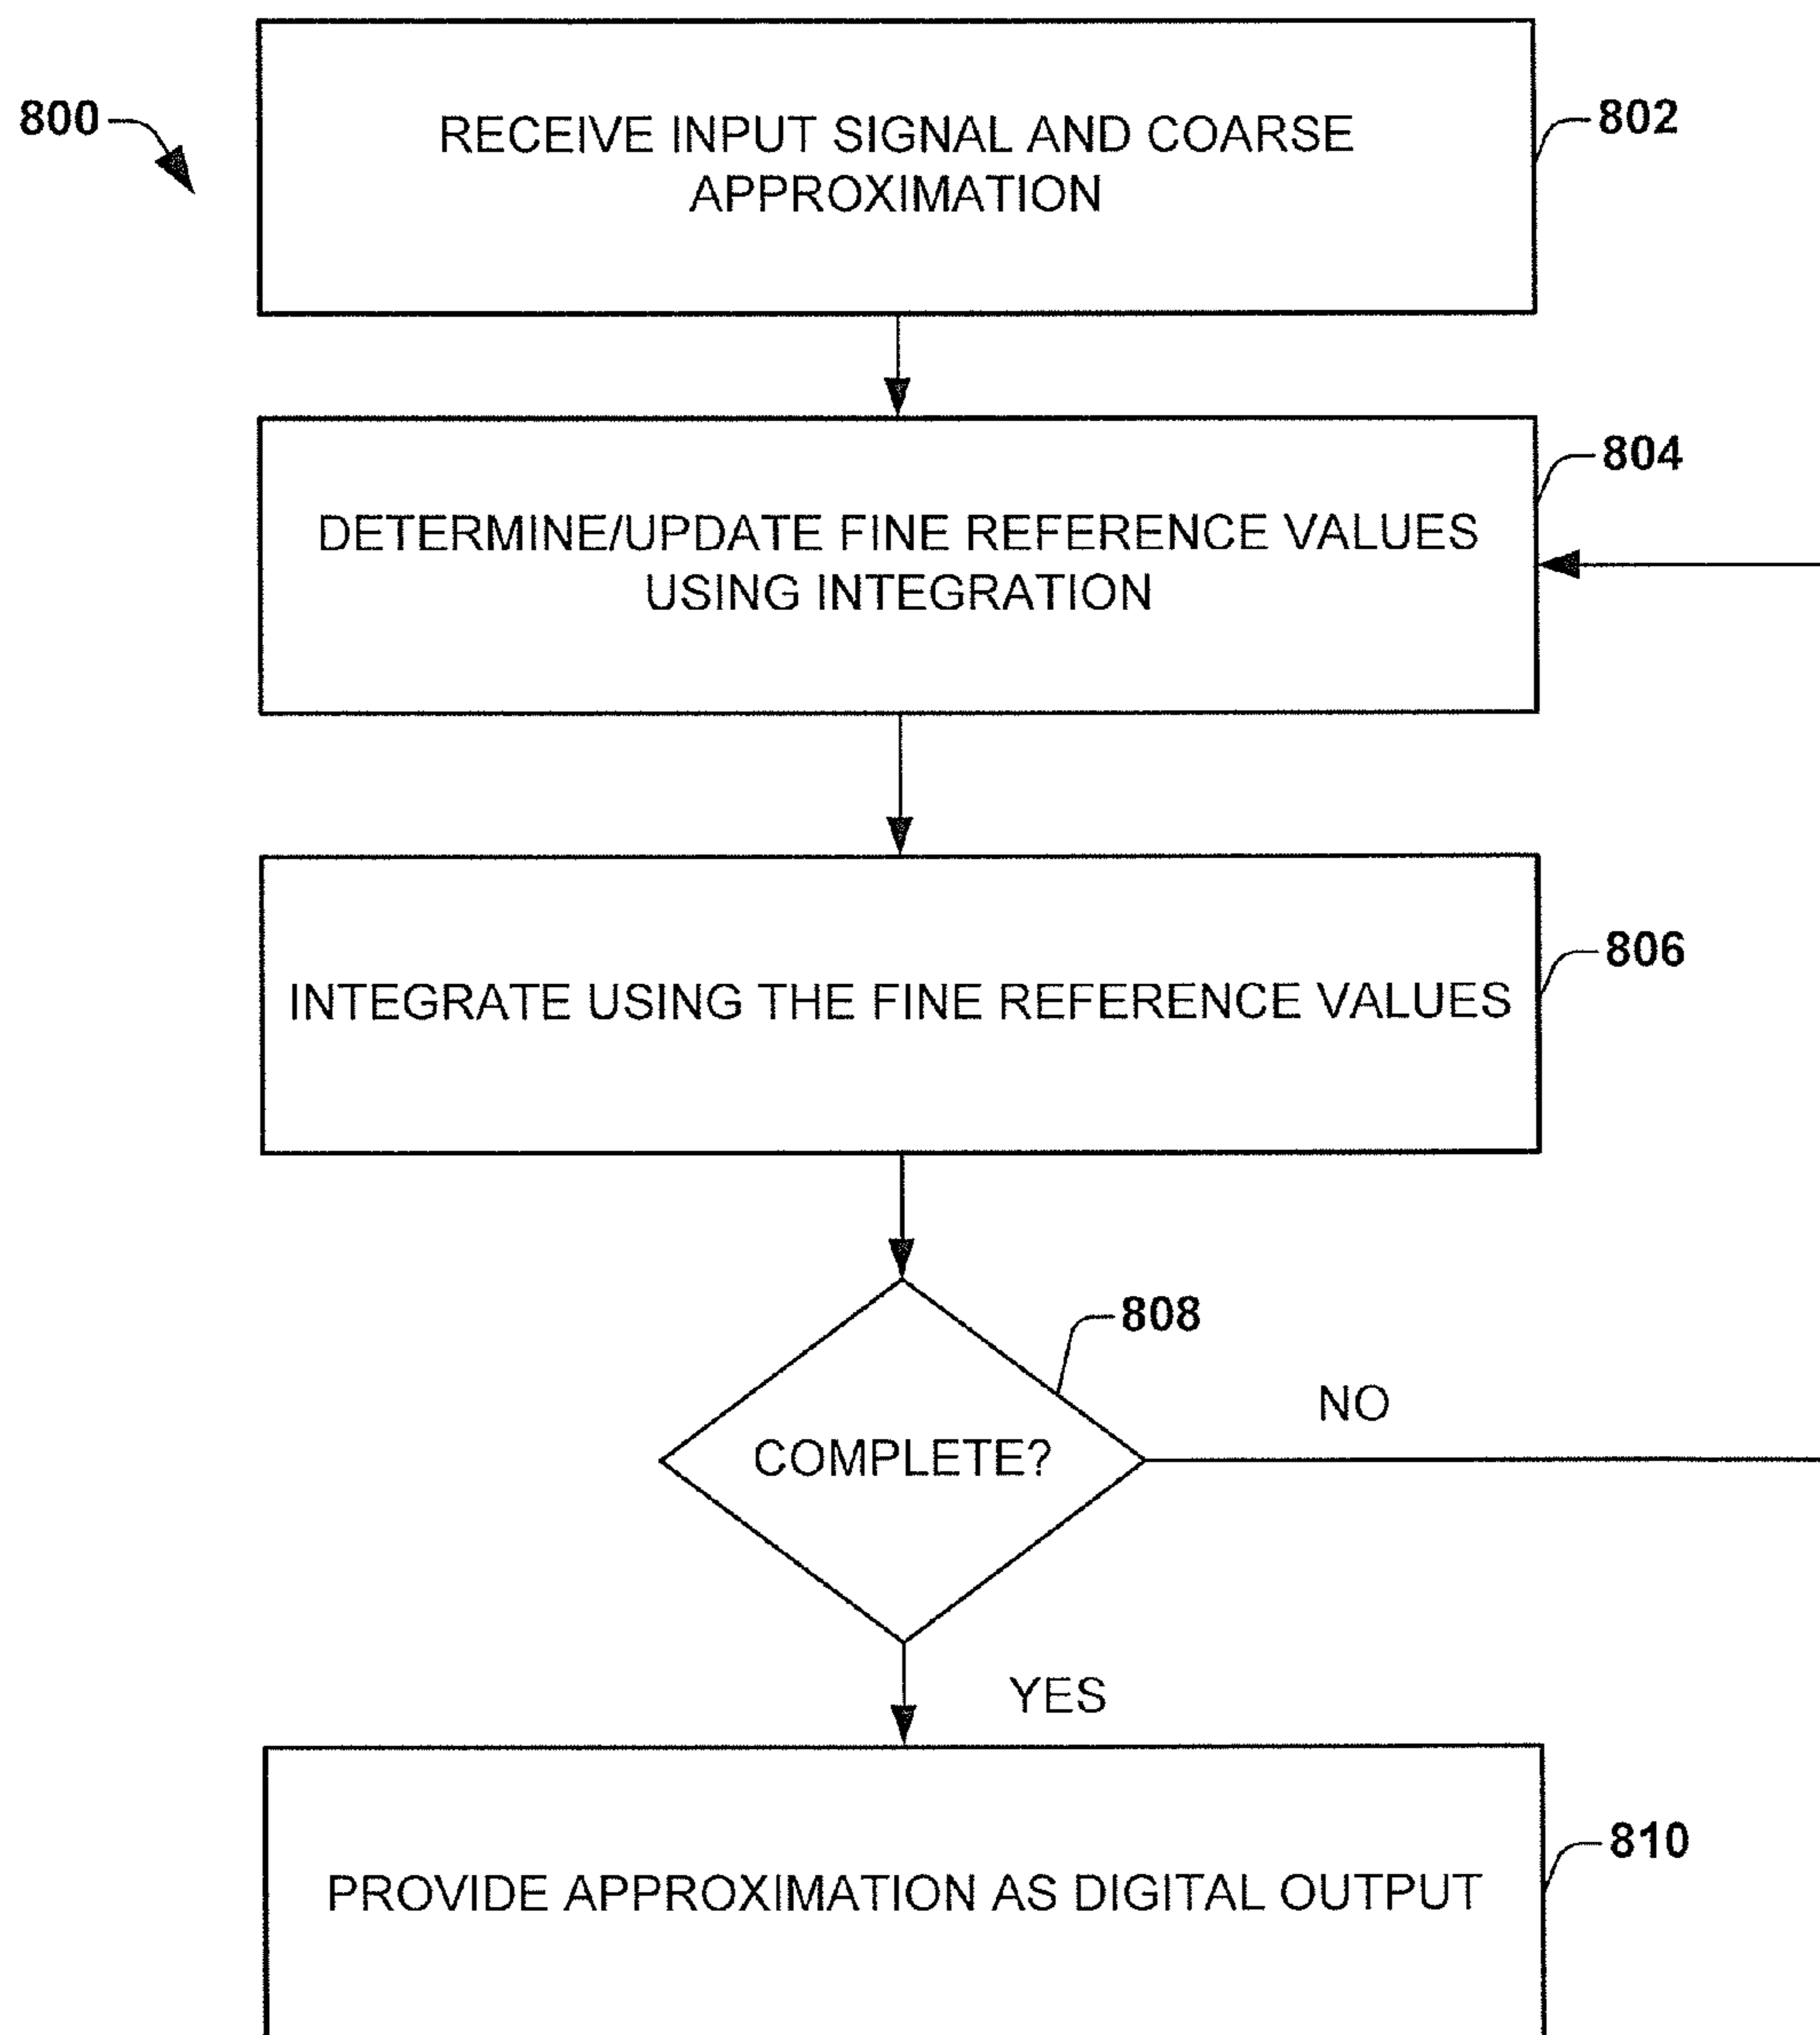 800
802
RECEIVE INPUT SIGNAL AND COARSE
APPROXIMATION
804
DETERMINE/UPDATE FINE REFERENCE VALUES
USING INTEGRATION
806
INTEGRATE USING THE FINE REFERENCE VALUES
808
COMPLETE?
NO
YES
810
PROVIDE APPROXIMATION AS DIGITAL OUTPUT